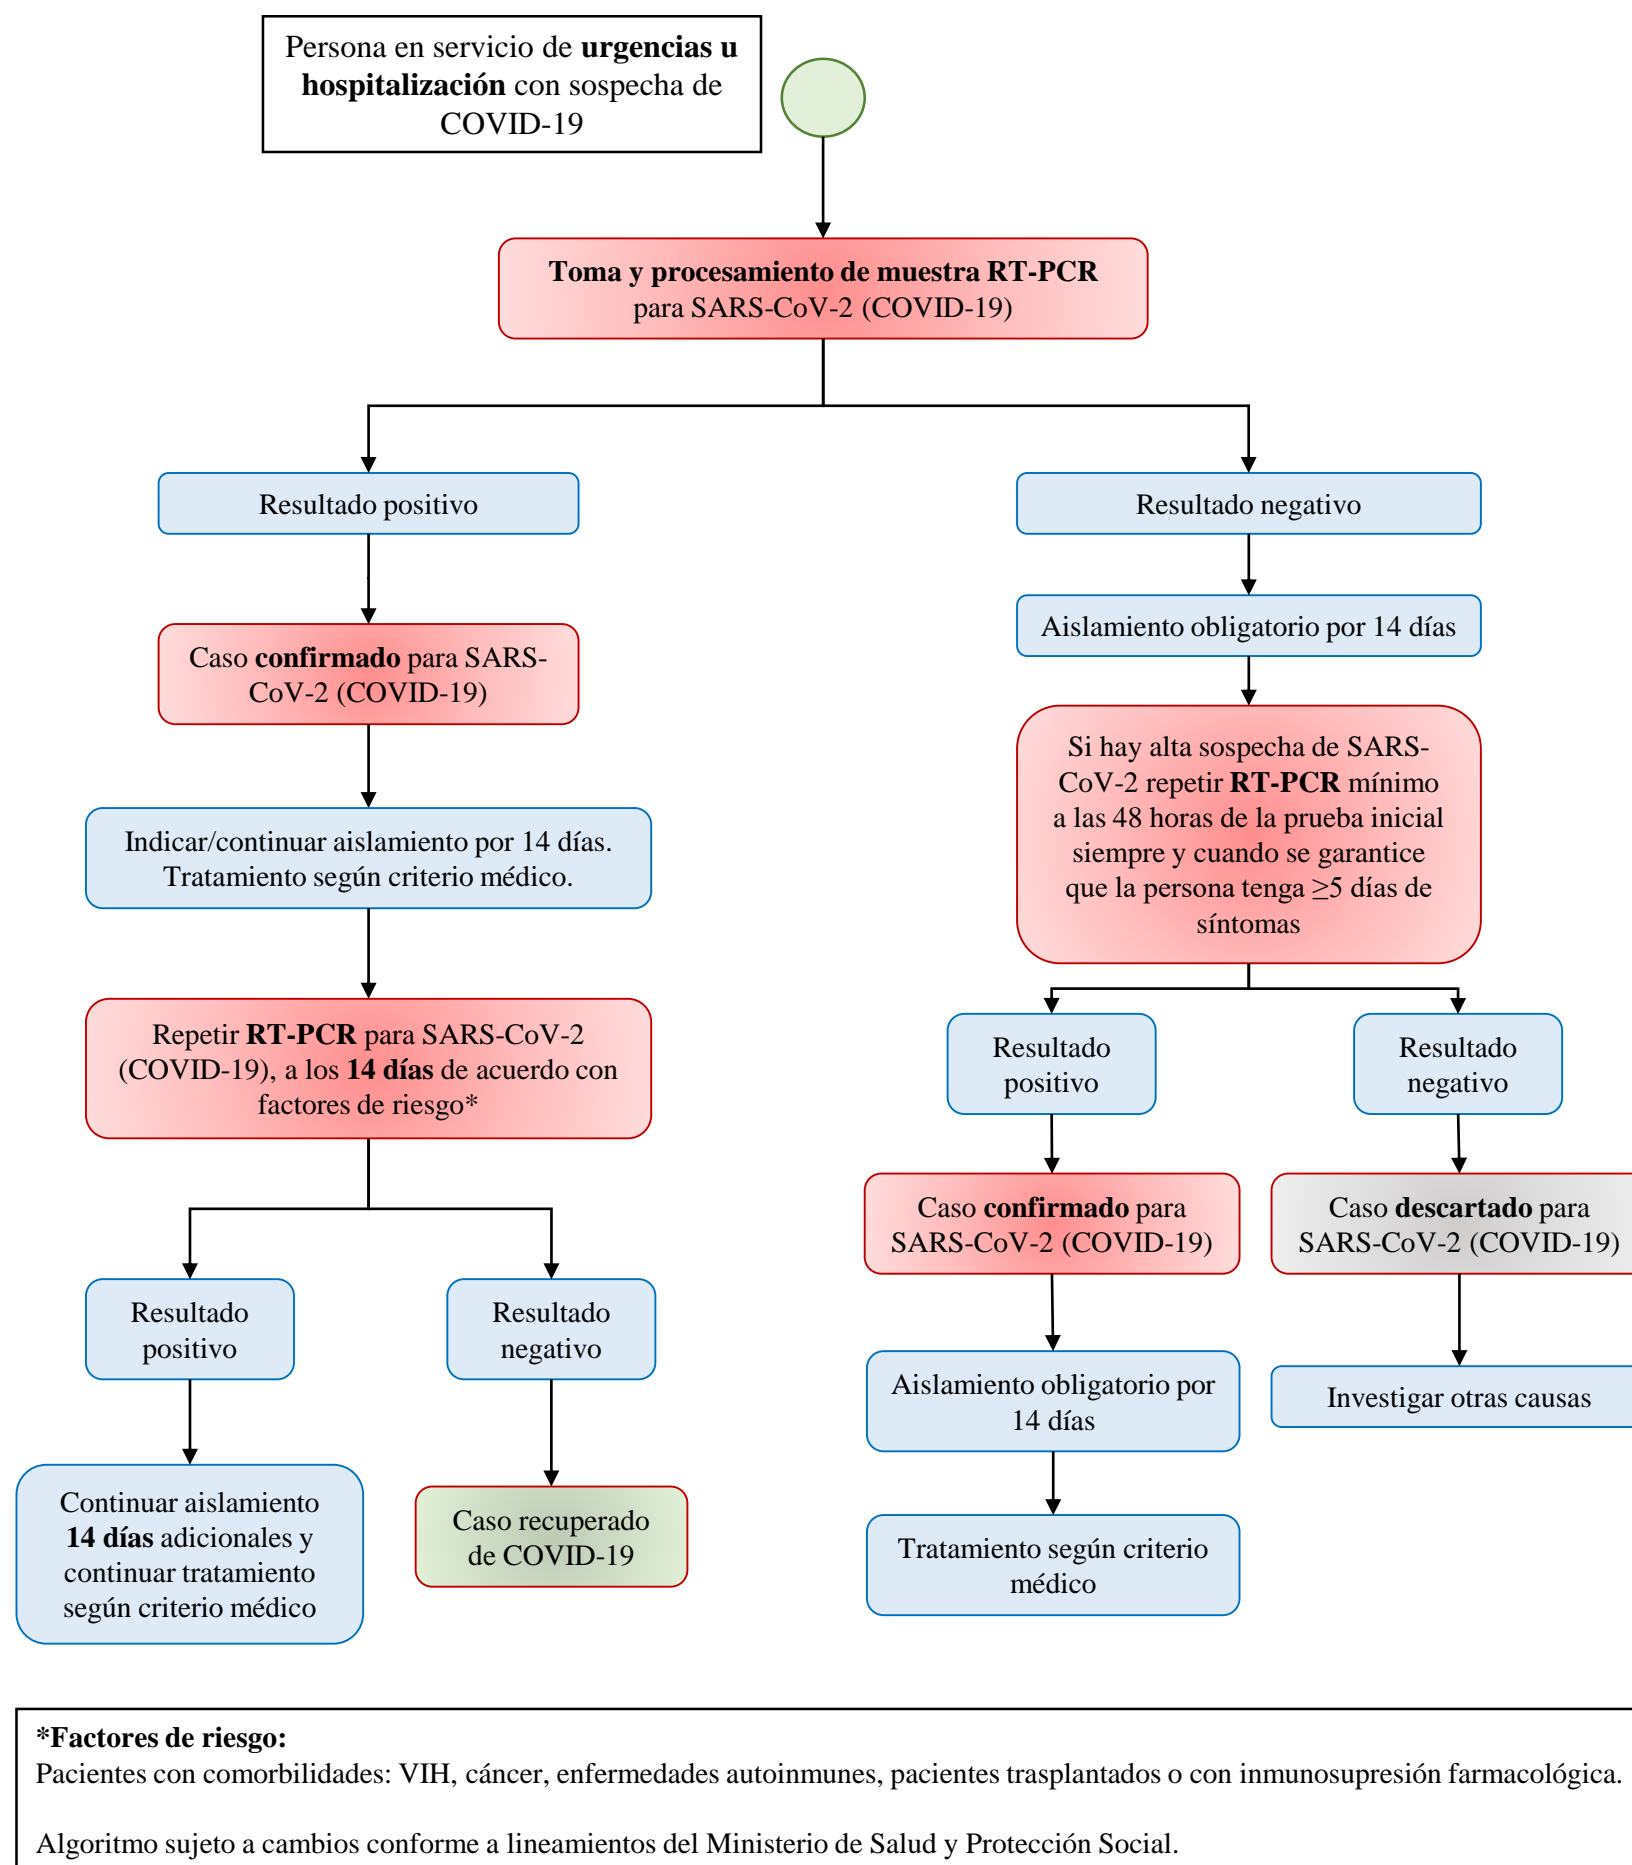 Persona en servicio de urgencias u
hospitalización con sospecha de
COVID-19
Toma y procesamiento de muestra RT-PCR
para SARS-CoV-2 (COVID-19)
Resultado positivo
Caso confirmado para SARS-
CoV-2 (COVID-19)
Indicar/continuar aislamiento por 14 días.
Tratamiento según criterio médico.
Repetir RT-PCR para SARS-CoV-2
(COVID-19), a los 14 días de acuerdo con
factores de riesgo*
Resultado
positivo
Continuar aislamiento
14 días adicionales y
continuar tratamiento
según criterio médico
Resultado
negativo
Caso recuperado
de COVID-19
Resultado negativo
Aislamiento obligatorio por 14 días
Si hay alta sospecha de SARS-
CoV-2 repetir RT-PCR mínimo
a las 48 horas de la prueba inicial
siempre y cuando se garantice
que la persona tenga ≥5 días de
síntomas
Resultado
positivo
Caso confirmado para
SARS-CoV-2 (COVID-19)
Aislamiento obligatorio por
14 días
Tratamiento según criterio
médico
Resultado
negativo
Caso descartado para
SARS-CoV-2 (COVID-19)
Investigar otras causas
*Factores de riesgo:
Pacientes con comorbilidades: VIH, cáncer, enfermedades autoinmunes, pacientes trasplantados o con inmunosupresión farmacológica.
Algoritmo sujeto a cambios conforme a lineamientos del Ministerio de Salud y Protección Social.